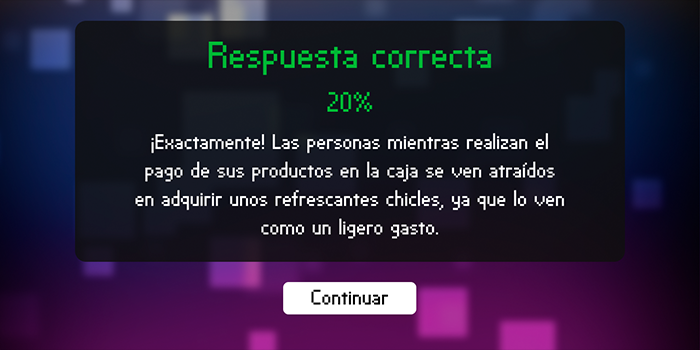 Respuesta correcta
20%
¡Exactamente! Las personas mientras realizan el
pago de sus productos en la caja se ven atraídos
en adquirir unos refrescantes chicles, ya que lo ven
como un ligero gasto.
Continuar